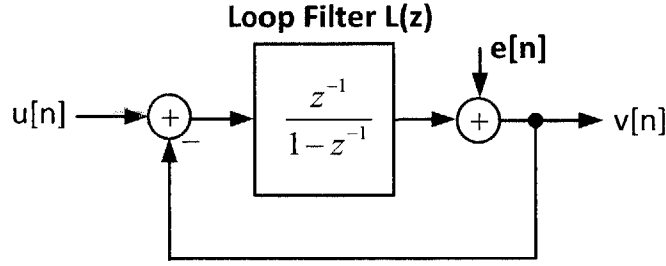 Loop Filter L(z)
e[n]
u[n]
+
−
z⁻¹
1 − z⁻¹
+
v[n]